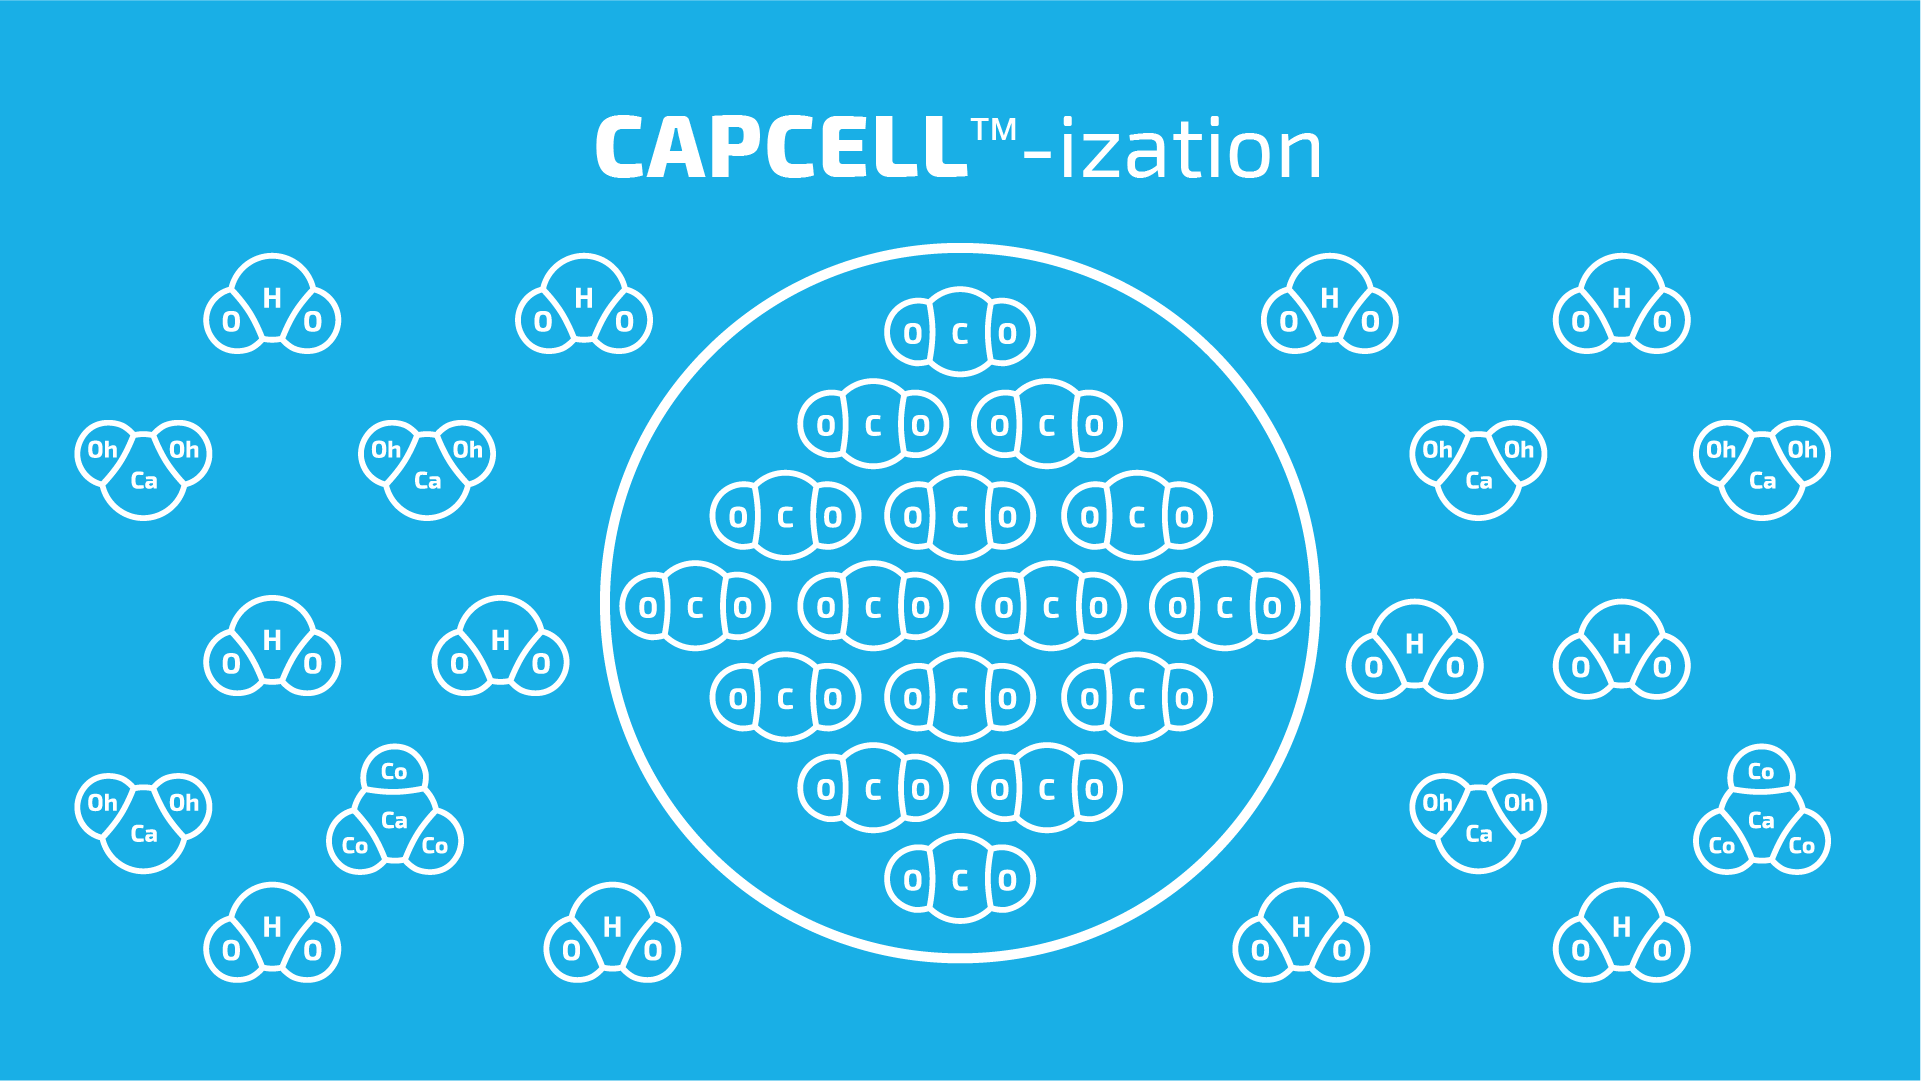 CAPCELL™-ization
H O O H O O H O O H O O
O C O
Oh Oh Ca Oh Oh Ca O C O O C O Oh Oh Ca Oh Oh Ca
O C O O C O O C O
H O O H O O O C O O C O O C O O C O H O O H O O
O C O O C O O C O
Oh Oh Ca Co Ca Co Co O C O O C O Oh Oh Ca Co Ca Co Co
O C O
H O O H O O H O O H O O